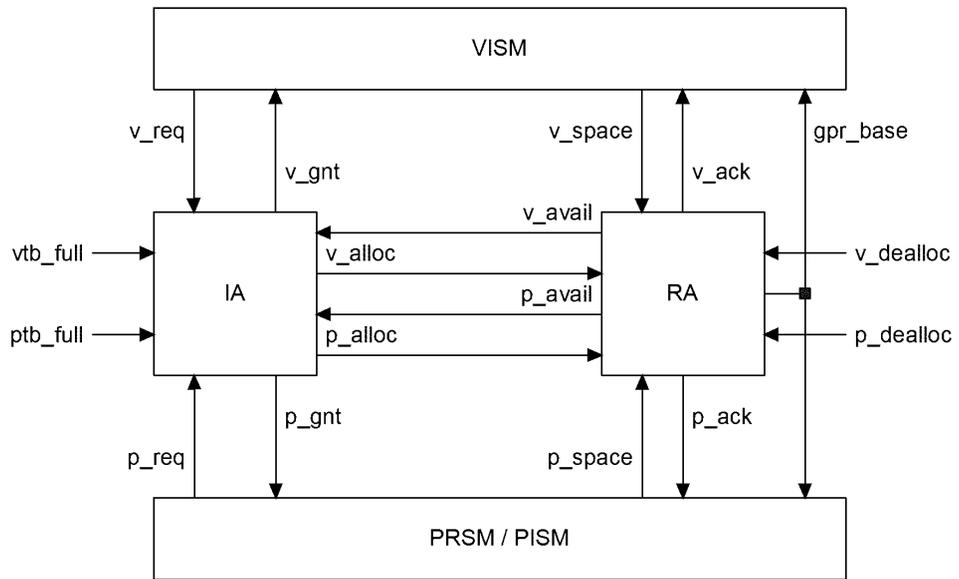 VISM
v_req
v_space
gpr_base
v_gnt
v_ack
v_avail
vtb_full
v_alloc
v_dealloc
IA
p_avail
RA
ptb_full
p_alloc
p_dealloc
p_gnt
p_ack
p_req
p_space
PRSM / PISM